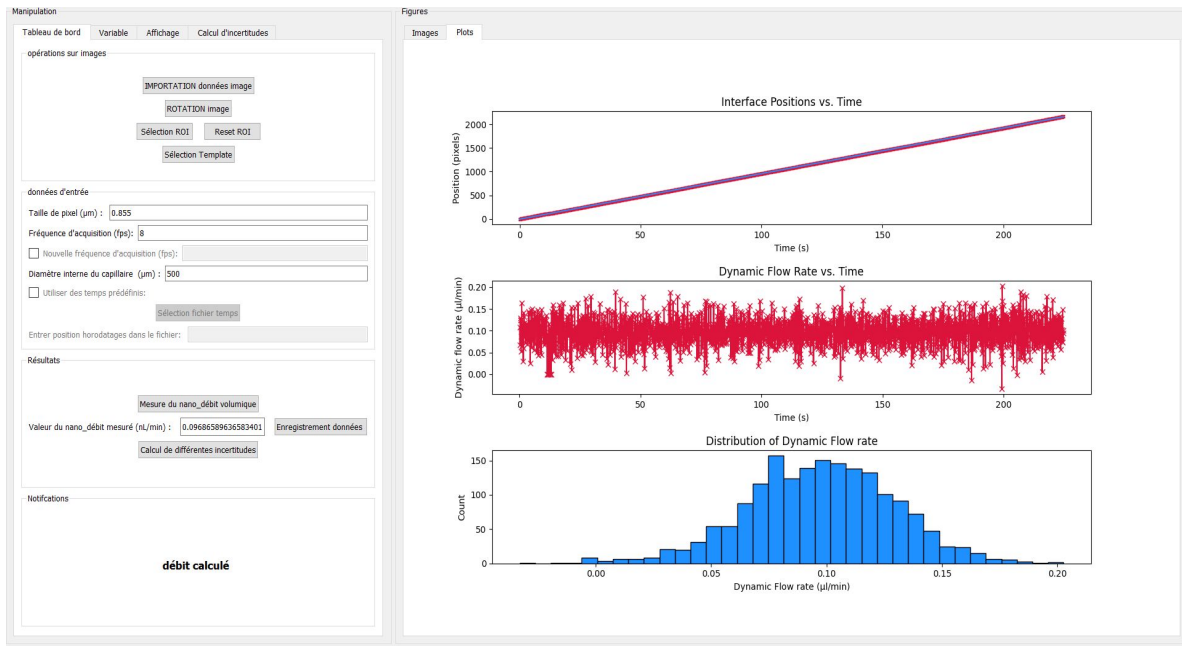 Manipulation
Tableau de bord Variable Affichage Calcul d'incertitudes
opérations sur images
IMPORTATION données image
ROTATION image
Sélection ROI Reset ROI
Sélection Template
données d'entrée
Taille de pixel (µm) : 0.855
Fréquence d'acquisition (fps): 8
Nouvelle fréquence d'acquisition (fps):
Diamètre interne du capillaire (µm) : 500
Utiliser des temps prédéfinis:
Sélection fichier temps
Entrer position horodatages dans le fichier:
Résultats
Mesure du nano_débit volumique
Valeur du nano_débit mesuré (nL/min) : 0.09686589636583401 Enregistrement données
Calcul de différentes incertitudes
Notifcations
débit calculé
Figures
Images Plots
Interface Positions vs. Time
Position (pixels)
2000
1500
1000
500
0
0 50 100 150 200
Time (s)
Dynamic Flow Rate vs. Time
Dynamic flow rate (µl/min)
0.20
0.15
0.10
0.05
0.00
0 50 100 150 200
Time (s)
Distribution of Dynamic Flow rate
Count
150
100
50
0
0.00 0.05 0.10 0.15 0.20
Dynamic Flow rate (µl/min)